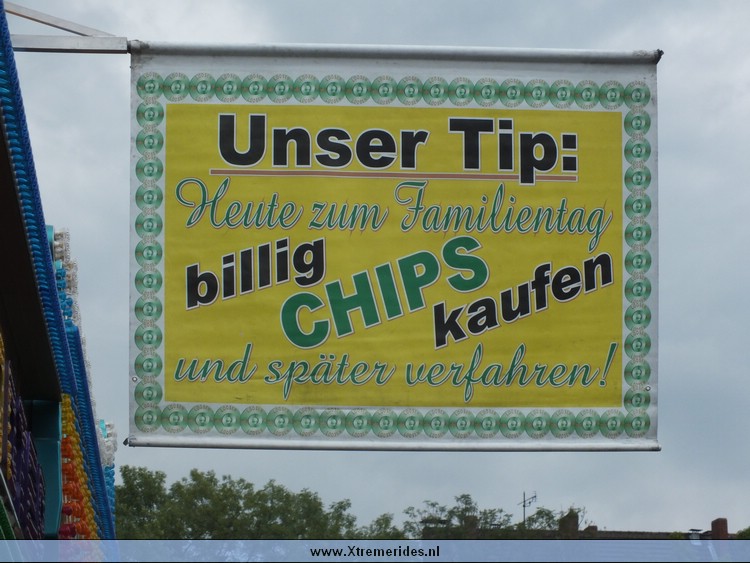 Unser Tip:
Heute zum Familientag
billig CHIPS kaufen
und später verfahren!
www.Xtremerides.nl